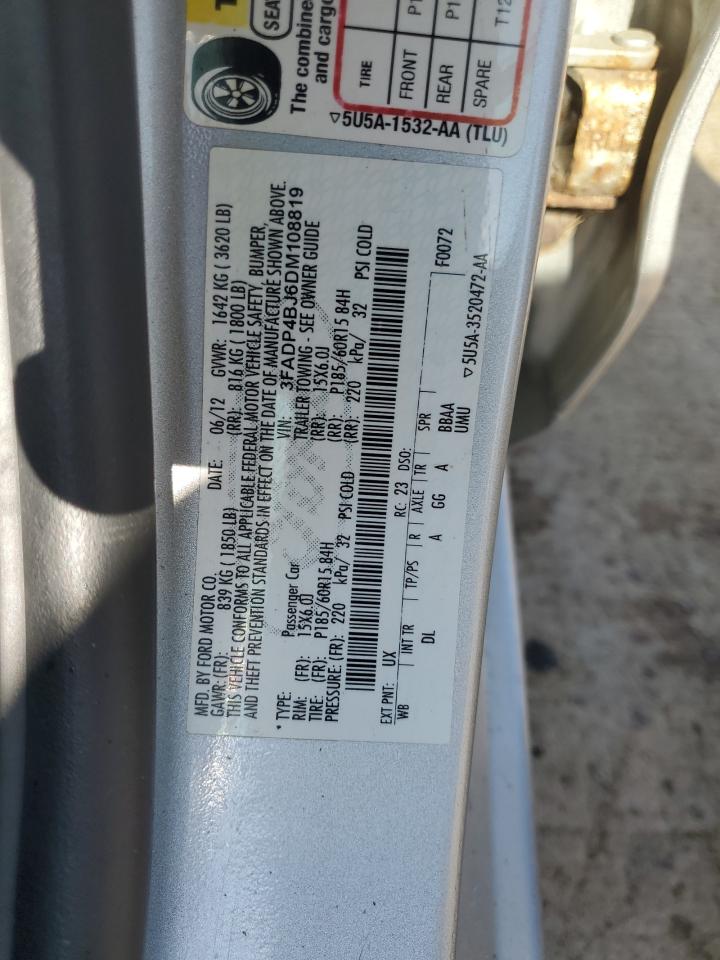 SEA
The combine
and cargo
TIRE
FRONT P1
REAR P1
SPARE T12
▽5U5A-1532-AA (TLU)
MFD. BY FORD MOTOR CO.
DATE: 06/12 GVWR: 1642 KG ( 3620 LB)
GAWR: (FR): 839 KG ( 1850 LB) (RR): 816 KG ( 1800 LB)
THIS VEHICLE CONFORMS TO ALL APPLICABLE FEDERAL MOTOR VEHICLE SAFETY, BUMPER,
AND THEFT PREVENTION STANDARDS IN EFFECT ON THE DATE OF MANUFACTURE SHOWN ABOVE.
VIN: 3FADP4BJ6DM108819
* TYPE: Passenger Car TRAILER TOWING - SEE OWNER GUIDE
RIM: (FR): 15X6.0J (RR): 15X6.0J
TIRE: (FR): P185/60R15 84H (RR): P185/60R15 84H
PRESSURE: (FR): 220 kPa/ 32 PSI COLD (RR): 220 kPa/ 32 PSI COLD
EXT PNT: UX RC: 23 DSO: F0072
WB INT TR TP/PS R AXLE TR SPR
DL A GG A BBAA
UMU
▽5U5A-3520472-AA